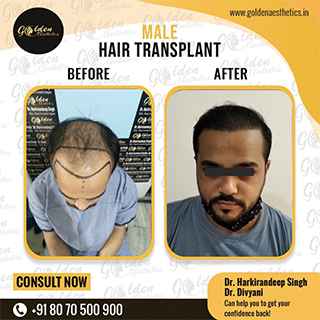 Golden
Aesthetics
www.goldenaesthetics.in
MALE
HAIR TRANSPLANT
BEFORE
AFTER
CONSULT NOW
+91 80 70 500 900
Dr. Harkirandeep Singh
Dr. Divyani
Can help you to get your
confidence back!